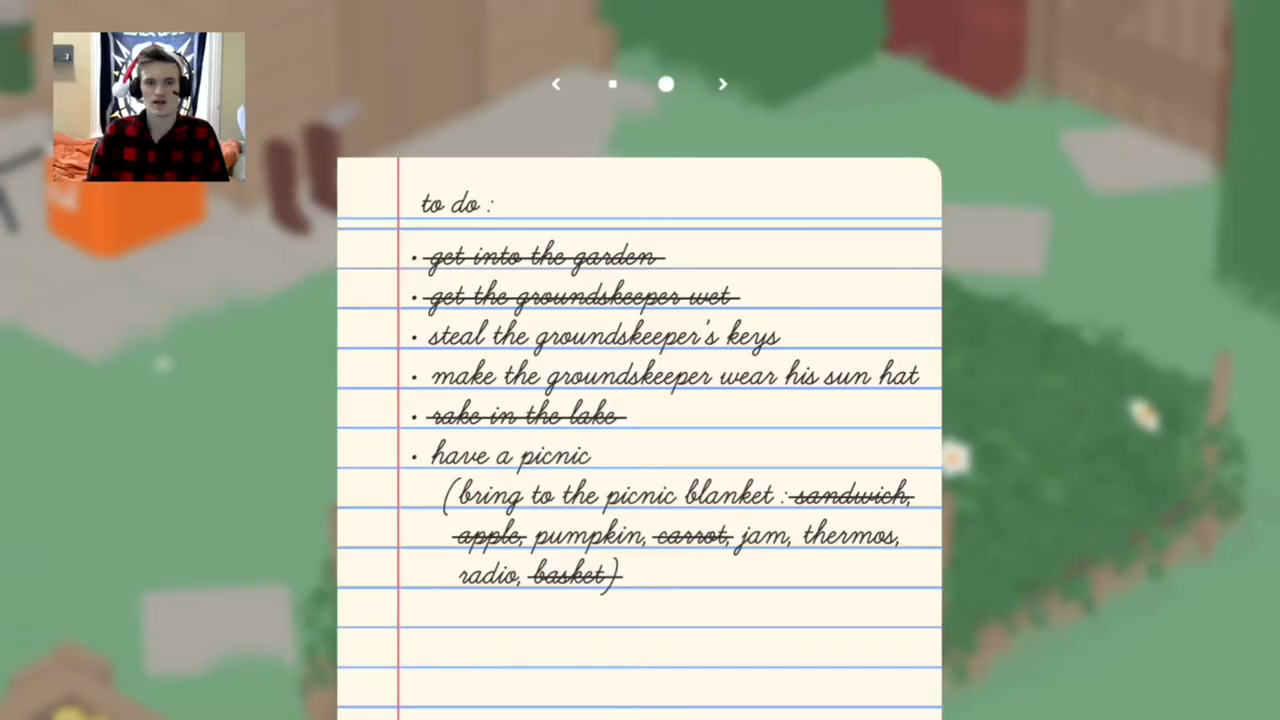 to do :
• get into the garden
• get the groundskeeper wet
• steal the groundskeeper's keys
• make the groundskeeper wear his sun hat
• rake in the lake
• have a picnic
(bring to the picnic blanket : sandwich,
apple, pumpkin, carrot, jam, thermos,
radio, basket)